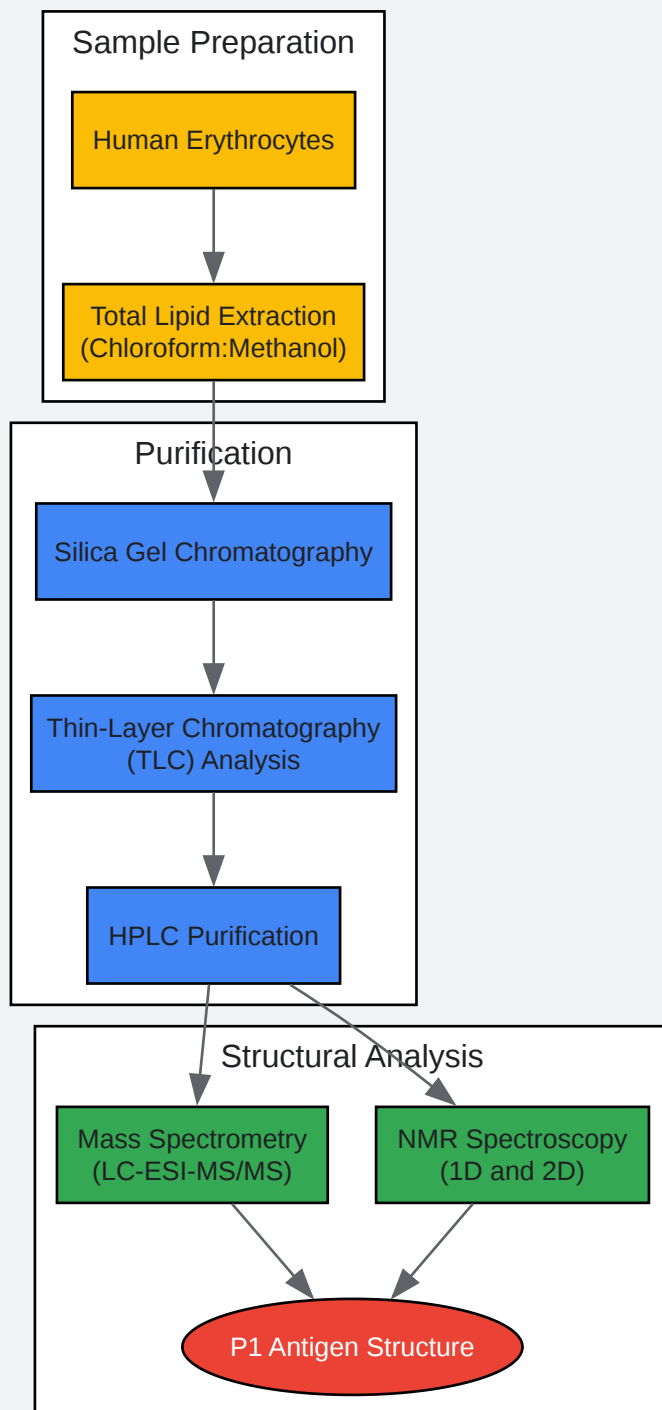 Sample Preparation
Human Erythrocytes
Total Lipid Extraction
(Chloroform:Methanol)
Purification
Silica Gel Chromatography
Thin-Layer Chromatography
(TLC) Analysis
HPLC Purification
Structural Analysis
Mass Spectrometry
(LC-ESI-MS/MS)
NMR Spectroscopy
(1D and 2D)
P1 Antigen Structure